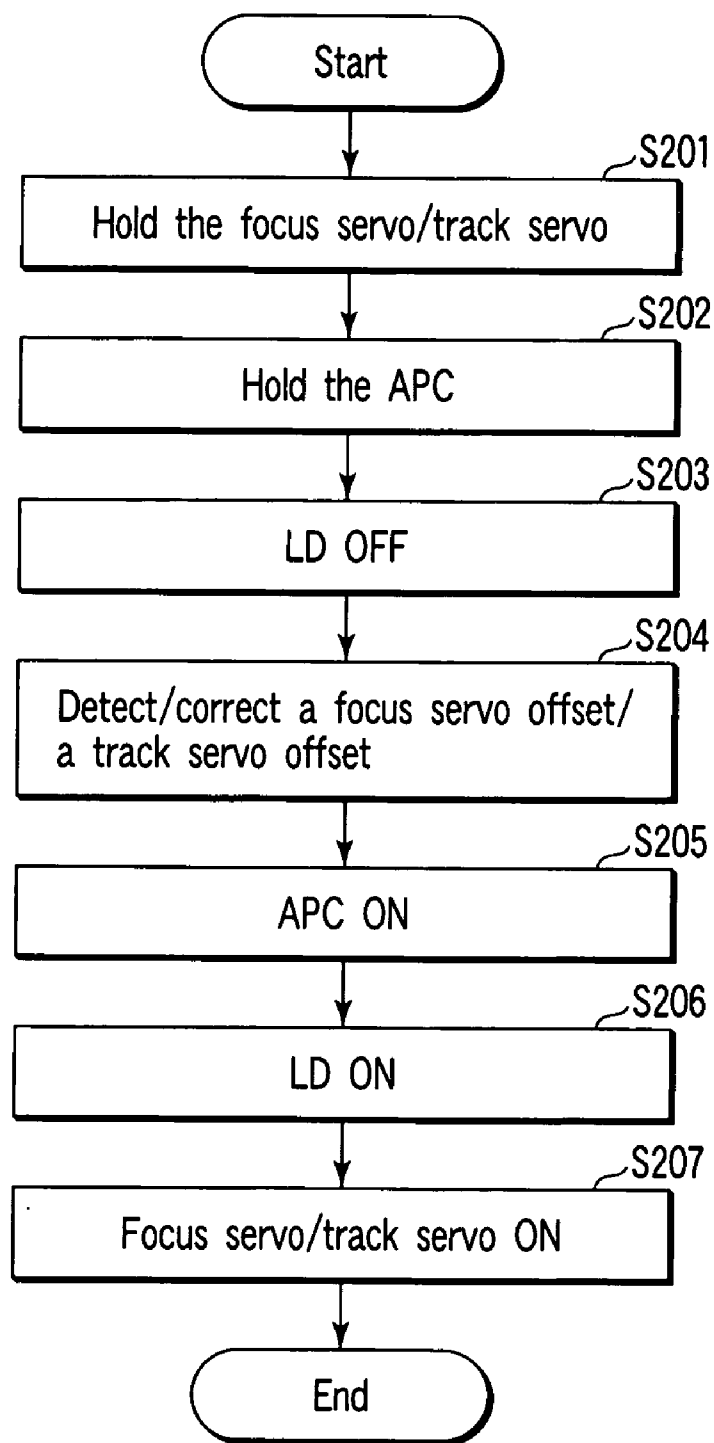 Start
S201
Hold the focus servo/track servo
S202
Hold the APC
S203
LD OFF
S204
Detect/correct a focus servo offset/
a track servo offset
S205
APC ON
S206
LD ON
S207
Focus servo/track servo ON
End